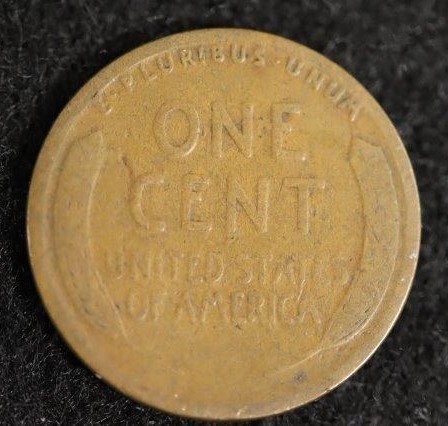 E·PLURIBUS·UNUM
ONE
CENT
UNITED STATES
OF AMERICA